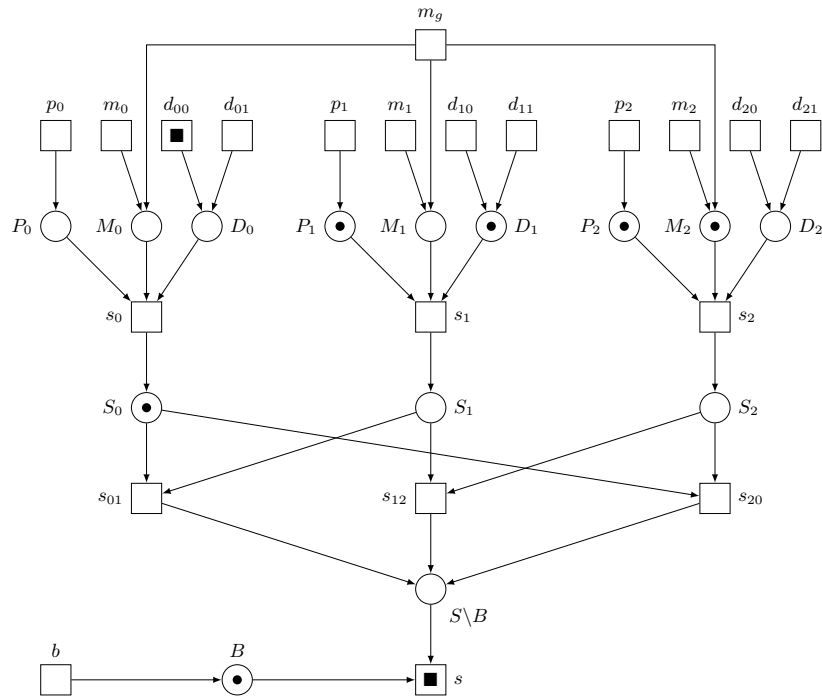 m_g
p_0 m_0 d_00 d_01 p_1 m_1 d_10 d_11 p_2 m_2 d_20 d_21
P_0 M_0 D_0 P_1 M_1 D_1 P_2 M_2 D_2
s_0 s_1 s_2
S_0 S_1 S_2
s_01 s_12 s_20
S\B
b B s